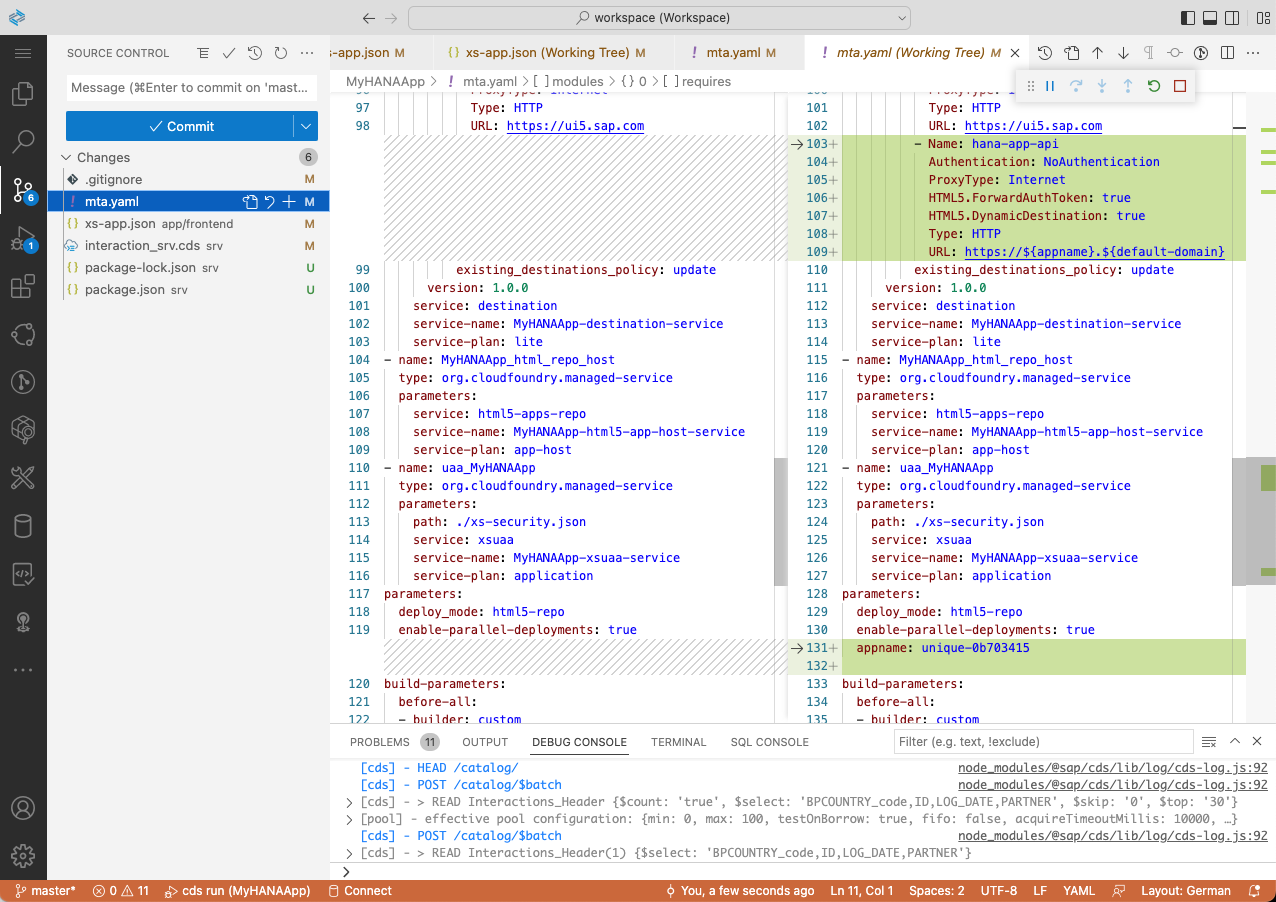 workspace (Workspace)
SOURCE CONTROL
s-app.json M
{ } xs-app.json (Working Tree) M
! mta.yaml M
! mta.yaml (Working Tree) M
Message (⌘Enter to commit on 'mast...
Commit
Changes 6
.gitignore M
! mta.yaml M
{ } xs-app.json app/frontend M
interaction_srv.cds srv M
{ } package-lock.json srv U
{ } package.json srv U
6
1
MyHANAApp > ! mta.yaml > [ ] modules > { } 0 > [ ] requires
96 ProxyType: Internet
97 Type: HTTP
98 URL: https://ui5.sap.com
99 existing_destinations_policy: update
100 version: 1.0.0
101 service: destination
102 service-name: MyHANAApp-destination-service
103 service-plan: lite
104 - name: MyHANAApp_html_repo_host
105 type: org.cloudfoundry.managed-service
106 parameters:
107 service: html5-apps-repo
108 service-name: MyHANAApp-html5-app-host-service
109 service-plan: app-host
110 - name: uaa_MyHANAApp
111 type: org.cloudfoundry.managed-service
112 parameters:
113 path: ./xs-security.json
114 service: xsuaa
115 service-name: MyHANAApp-xsuaa-service
116 service-plan: application
117 parameters:
118 deploy_mode: html5-repo
119 enable-parallel-deployments: true
120 build-parameters:
121 before-all:
122 - builder: custom
100 ProxyType: Internet
101 Type: HTTP
102 URL: https://ui5.sap.com
103+ - Name: hana-app-api
104+ Authentication: NoAuthentication
105+ ProxyType: Internet
106+ HTML5.ForwardAuthToken: true
107+ HTML5.DynamicDestination: true
108+ Type: HTTP
109+ URL: https://${appname}.${default-domain}
110 existing_destinations_policy: update
111 version: 1.0.0
112 service: destination
113 service-name: MyHANAApp-destination-service
114 service-plan: lite
115 - name: MyHANAApp_html_repo_host
116 type: org.cloudfoundry.managed-service
117 parameters:
118 service: html5-apps-repo
119 service-name: MyHANAApp-html5-app-host-service
120 service-plan: app-host
121 - name: uaa_MyHANAApp
122 type: org.cloudfoundry.managed-service
123 parameters:
124 path: ./xs-security.json
125 service: xsuaa
126 service-name: MyHANAApp-xsuaa-service
127 service-plan: application
128 parameters:
129 deploy_mode: html5-repo
130 enable-parallel-deployments: true
131+ appname: unique-0b703415
132+
133 build-parameters:
134 before-all:
135 - builder: custom
PROBLEMS 11 OUTPUT DEBUG CONSOLE TERMINAL SQL CONSOLE
Filter (e.g. text, !exclude)
[cds] - HEAD /catalog/ node_modules/@sap/cds/lib/log/cds-log.js:92
[cds] - POST /catalog/$batch node_modules/@sap/cds/lib/log/cds-log.js:92
> [cds] - > READ Interactions_Header {$count: 'true', $select: 'BPCOUNTRY_code,ID,LOG_DATE,PARTNER', $skip: '0', $top: '30'}
> [pool] - effective pool configuration: {min: 0, max: 100, testOnBorrow: true, fifo: false, acquireTimeoutMillis: 10000, …}
[cds] - POST /catalog/$batch node_modules/@sap/cds/lib/log/cds-log.js:92
> [cds] - > READ Interactions_Header(1) {$select: 'BPCOUNTRY_code,ID,LOG_DATE,PARTNER'}
>
master* 0 11 cds run (MyHANAApp) Connect You, a few seconds ago Ln 11, Col 1 Spaces: 2 UTF-8 LF YAML Layout: German